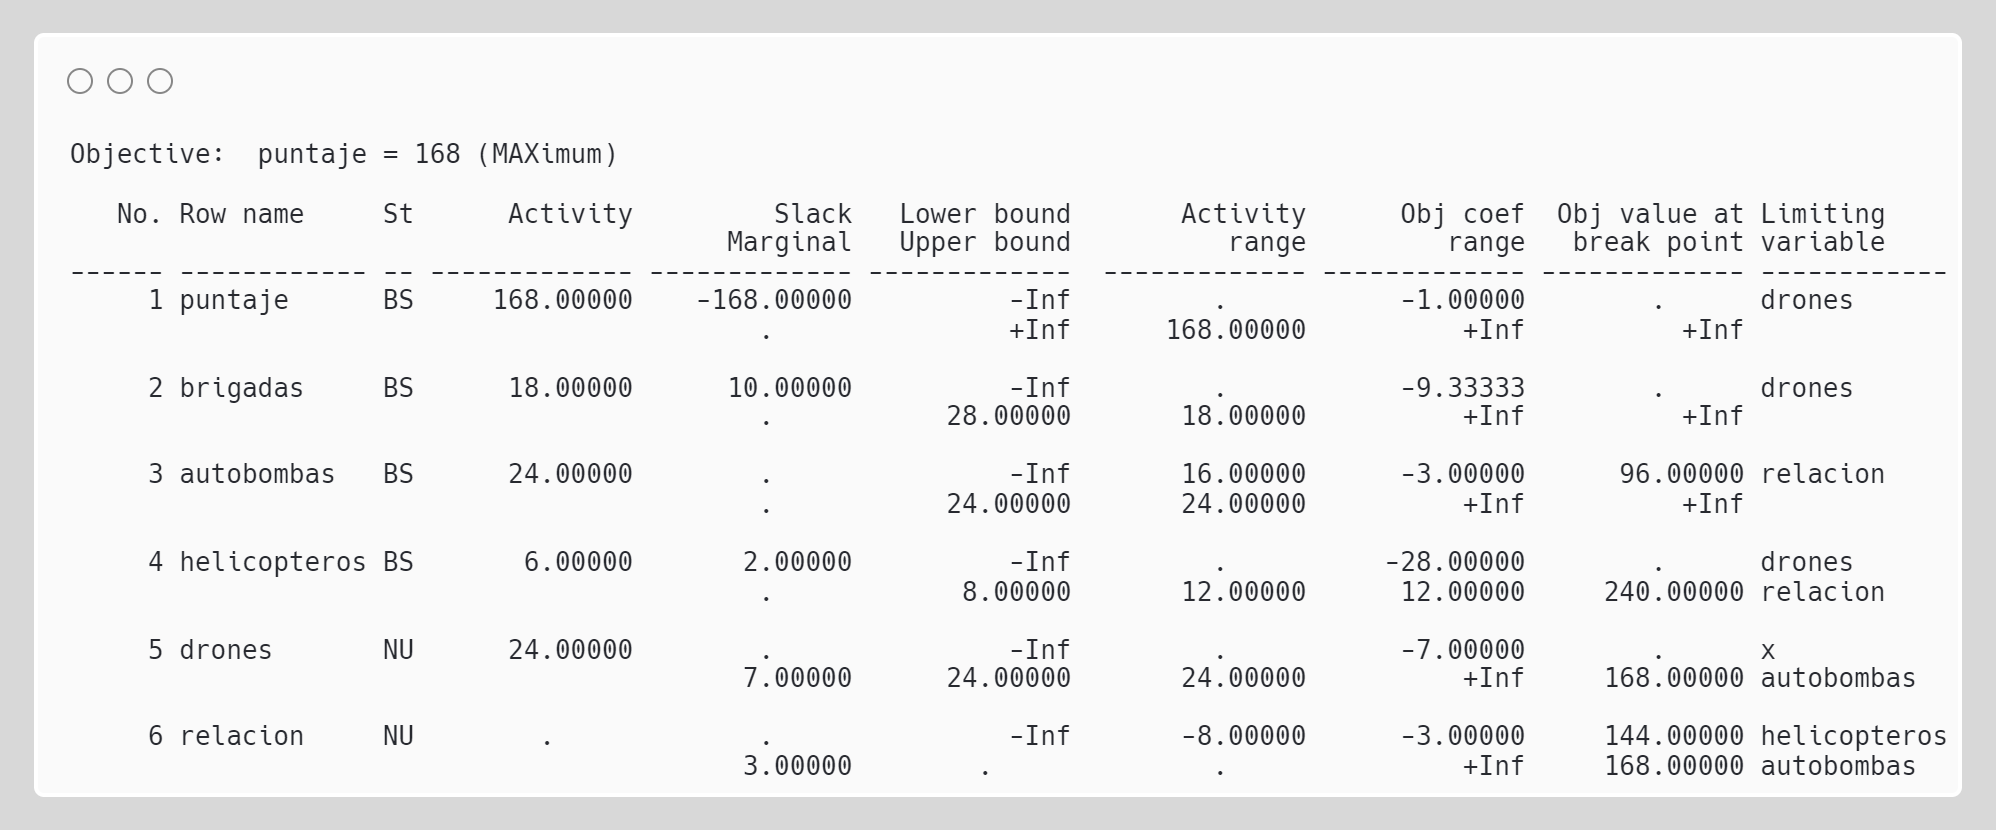 Objective:  puntaje = 168 (MAXimum)
   No. Row name     St      Activity         Slack   Lower bound       Activity      Obj coef  Obj value at Limiting
                                          Marginal   Upper bound          range         range   break point variable
------ ------------ -- ------------- ------------- -------------  ------------- ------------- ------------- ------------
     1 puntaje      BS     168.00000    -168.00000          -Inf         .           -1.00000        .      drones
                                            .               +Inf      168.00000          +Inf          +Inf
     2 brigadas     BS      18.00000      10.00000          -Inf         .           -9.33333        .      drones
                                            .           28.00000       18.00000          +Inf          +Inf
     3 autobombas   BS      24.00000        .               -Inf       16.00000      -3.00000      96.00000 relacion
                                            .           24.00000       24.00000          +Inf          +Inf
     4 helicopteros BS       6.00000       2.00000          -Inf         .          -28.00000        .      drones
                                            .            8.00000       12.00000      12.00000     240.00000 relacion
     5 drones       NU      24.00000        .               -Inf         .           -7.00000        .      x
                                           7.00000      24.00000       24.00000          +Inf     168.00000 autobombas
     6 relacion     NU        .             .               -Inf       -8.00000      -3.00000     144.00000 helicopteros
                                           3.00000        .              .               +Inf     168.00000 autobombas